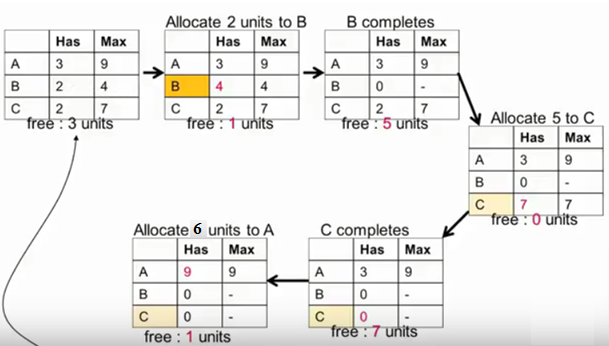 Allocate 2 units to B
B completes
Has Max
A 3 9
B 2 4
C 2 7
free : 3 units
Has Max
A 3 9
B 4 4
C 2 7
free : 1 units
Has Max
A 3 9
B 0 -
C 2 7
free : 5 units
Allocate 5 to C
Has Max
A 3 9
B 0 -
C 7 7
free : 0 units
Allocate 6 units to A
Has Max
A 9 9
B 0 -
C 0 -
free : 1 units
C completes
Has Max
A 3 9
B 0 -
C 0 -
free : 7 units